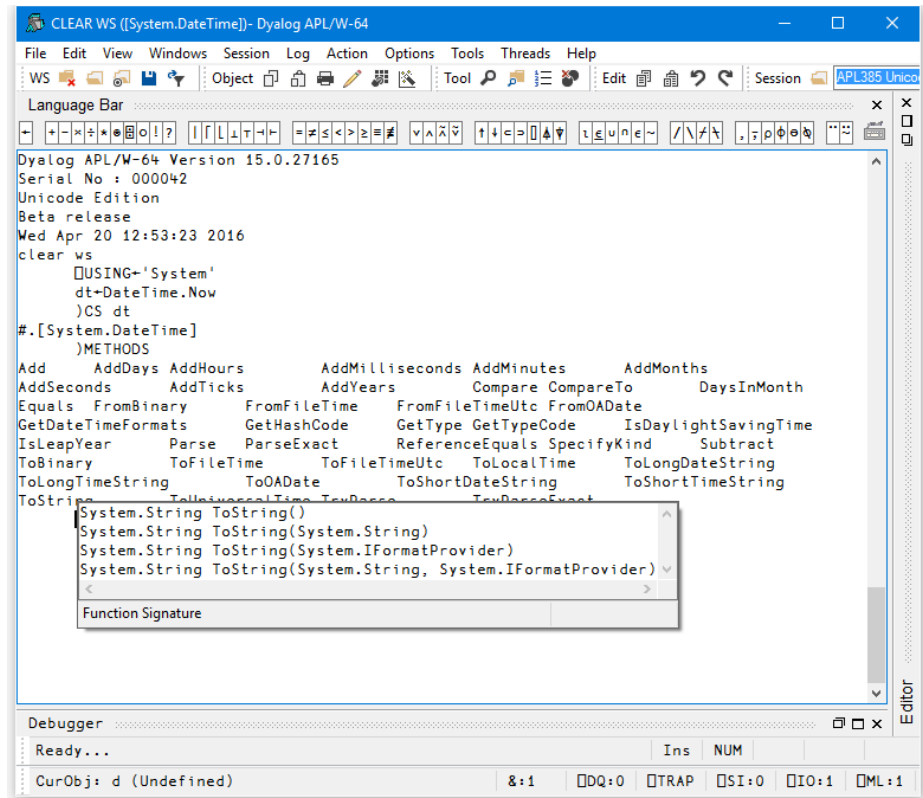 CLEAR WS ([System.DateTime])- Dyalog APL/W-64
File Edit View Windows Session Log Action Options Tools Threads Help
WS Object Tool Edit Session APL385 Unico
Language Bar
← + - × ÷ * ⍟ ⌹ ○ ! ? | ⌈ ⌊ ⊥ ⊤ ⊣ ⊢ = ≠ ≤ < > ≥ ≡ ≢ ∨ ∧ ⍲ ⍱ ↑ ↓ ⊂ ⊃ ⌷ ⍋ ⍒ ⍳ ⍷ ∪ ∩ ∊ ~ / \ ⌿ ⍀ , ⍪ ⍴ ⌽ ⊖ ⍉ ¨ ⍨
Dyalog APL/W-64 Version 15.0.27165
Serial No : 000042
Unicode Edition
Beta release
Wed Apr 20 12:53:23 2016
clear ws
⎕USING←'System'
dt←DateTime.Now
)CS dt
#.[System.DateTime]
)METHODS
Add AddDays AddHours AddMilliseconds AddMinutes AddMonths
AddSeconds AddTicks AddYears Compare CompareTo DaysInMonth
Equals FromBinary FromFileTime FromFileTimeUtc FromOADate
GetDateTimeFormats GetHashCode GetType GetTypeCode IsDaylightSavingTime
IsLeapYear Parse ParseExact ReferenceEquals SpecifyKind Subtract
ToBinary ToFileTime ToFileTimeUtc ToLocalTime ToLongDateString
ToLongTimeString ToOADate ToShortDateString ToShortTimeString
ToString ToUniversalTime TryParse TryParseExact
System.String ToString()
System.String ToString(System.String)
System.String ToString(System.IFormatProvider)
System.String ToString(System.String, System.IFormatProvider)
Function Signature
Editor
Debugger
Ready... Ins NUM
CurObj: d (Undefined) &:1 ⎕DQ:0 ⎕TRAP ⎕SI:0 ⎕IO:1 ⎕ML:1